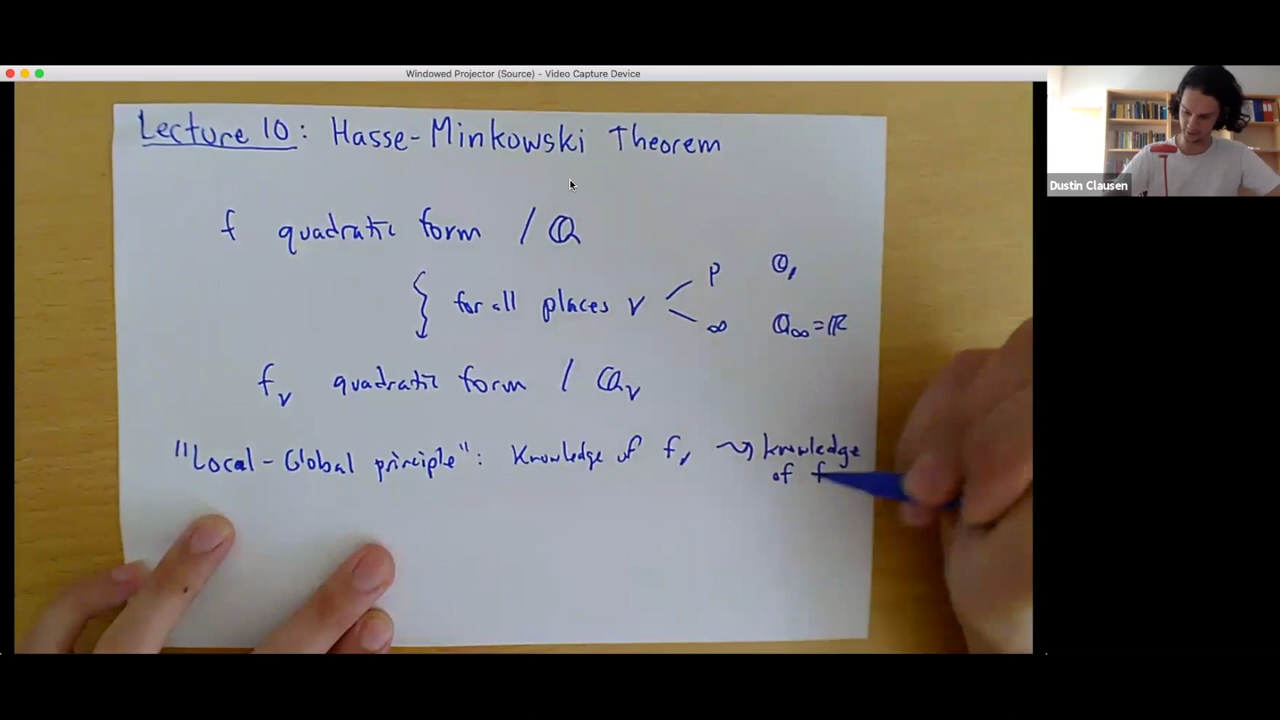 Windowed Projector (Source) - Video Capture Device
Lecture 10: Hasse-Minkowski Theorem
f quadratic form / ℚ
for all places v < p ℚp
∞ ℚ∞ = ℝ
fv quadratic form / ℚv
"Local-Global principle": Knowledge of fv ⇝ knowledge
of f
Dustin Clausen